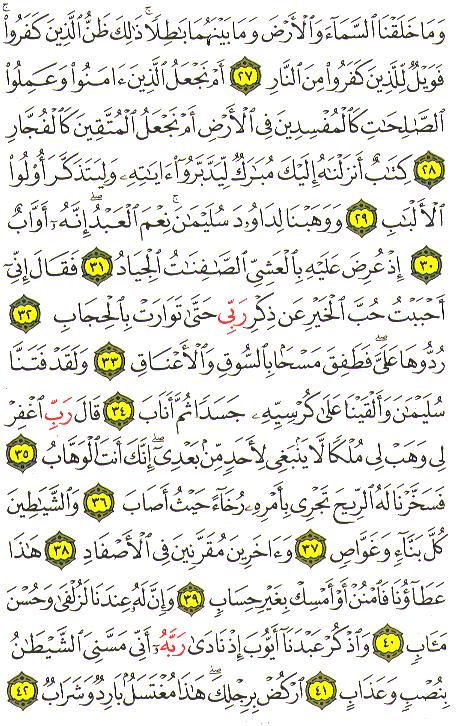 وَمَا خَلَقْنَا ٱلسَّمَآءَ وَٱلْأَرْضَ وَمَا بَيْنَهُمَا بَٰطِلًا ۚ ذَٰلِكَ ظَنُّ ٱلَّذِينَ كَفَرُوا۟ ۚ
فَوَيْلٌ لِّلَّذِينَ كَفَرُوا۟ مِنَ ٱلنَّارِ ٢٧ أَمْ نَجْعَلُ ٱلَّذِينَ ءَامَنُوا۟ وَعَمِلُوا۟
ٱلصَّٰلِحَٰتِ كَٱلْمُفْسِدِينَ فِى ٱلْأَرْضِ أَمْ نَجْعَلُ ٱلْمُتَّقِينَ كَٱلْفُجَّارِ
٢٨ كِتَٰبٌ أَنزَلْنَٰهُ إِلَيْكَ مُبَٰرَكٌ لِّيَدَّبَّرُوٓا۟ ءَايَٰتِهِۦ وَلِيَتَذَكَّرَ أُو۟لُوا۟
ٱلْأَلْبَٰبِ ٢٩ وَوَهَبْنَا لِدَاوُۥدَ سُلَيْمَٰنَ ۚ نِعْمَ ٱلْعَبْدُ ۖ إِنَّهُۥٓ أَوَّابٌ
٣٠ إِذْ عُرِضَ عَلَيْهِ بِٱلْعَشِىِّ ٱلصَّٰفِنَٰتُ ٱلْجِيَادُ ٣١ فَقَالَ إِنِّىٓ
أَحْبَبْتُ حُبَّ ٱلْخَيْرِ عَن ذِكْرِ رَبِّى حَتَّىٰ تَوَارَتْ بِٱلْحِجَابِ ٣٢
رُدُّوهَا عَلَىَّ ۖ فَطَفِقَ مَسْحًۢا بِٱلسُّوقِ وَٱلْأَعْنَاقِ ٣٣ وَلَقَدْ فَتَنَّا
سُلَيْمَٰنَ وَأَلْقَيْنَا عَلَىٰ كُرْسِيِّهِۦ جَسَدًا ثُمَّ أَنَابَ ٣٤ قَالَ رَبِّ ٱغْفِرْ
لِى وَهَبْ لِى مُلْكًا لَّا يَنۢبَغِى لِأَحَدٍ مِّنۢ بَعْدِىٓ ۖ إِنَّكَ أَنتَ ٱلْوَهَّابُ ٣٥
فَسَخَّرْنَا لَهُ ٱلرِّيحَ تَجْرِى بِأَمْرِهِۦ رُخَآءً حَيْثُ أَصَابَ ٣٦ وَٱلشَّيَٰطِينَ
كُلَّ بَنَّآءٍ وَغَوَّاصٍ ٣٧ وَءَاخَرِينَ مُقَرَّنِينَ فِى ٱلْأَصْفَادِ ٣٨ هَٰذَا
عَطَآؤُنَا فَٱمْنُنْ أَوْ أَمْسِكْ بِغَيْرِ حِسَابٍ ٣٩ وَإِنَّ لَهُۥ عِندَنَا لَزُلْفَىٰ وَحُسْنَ
مَـَٔابٍ ٤٠ وَٱذْكُرْ عَبْدَنَآ أَيُّوبَ إِذْ نَادَىٰ رَبَّهُۥٓ أَنِّى مَسَّنِىَ ٱلشَّيْطَٰنُ
بِنُصْبٍ وَعَذَابٍ ٤١ ٱرْكُضْ بِرِجْلِكَ ۖ هَٰذَا مُغْتَسَلٌۢ بَارِدٌ وَشَرَابٌ ٤٢